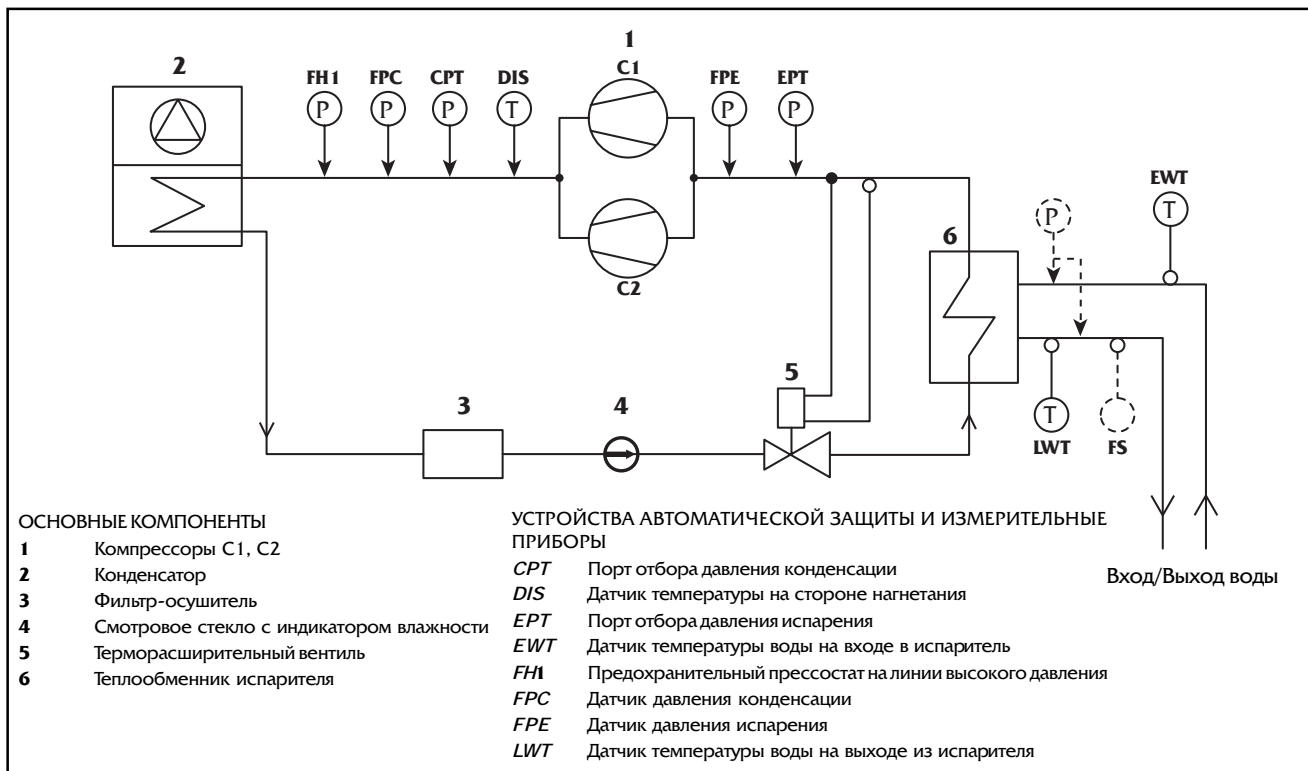 1
C1
2
FH1 FPC CPT DIS
P P P T
FPE EPT
P P
C2
EWT
P T
6
5
3
4
T
LWT FS
ОСНОВНЫЕ КОМПОНЕНТЫ
1 Компрессоры С1, С2
2 Конденсатор
3 Фильтр-осушитель
4 Смотровое стекло с индикатором влажности
5 Терморасширительный вентиль
6 Теплообменник испарителя
УСТРОЙСТВА АВТОМАТИЧЕСКОЙ ЗАЩИТЫ И ИЗМЕРИТЕЛЬНЫЕ
ПРИБОРЫ
CPT Порт отбора давления конденсации
DIS Датчик температуры на стороне нагнетания
EPT Порт отбора давления испарения
EWT Датчик температуры воды на входе в испаритель
FH1 Предохранительный прессостат на линии высокого давления
FPC Датчик давления конденсации
FPE Датчик давления испарения
LWT Датчик температуры воды на выходе из испарителя
Вход/Выход воды